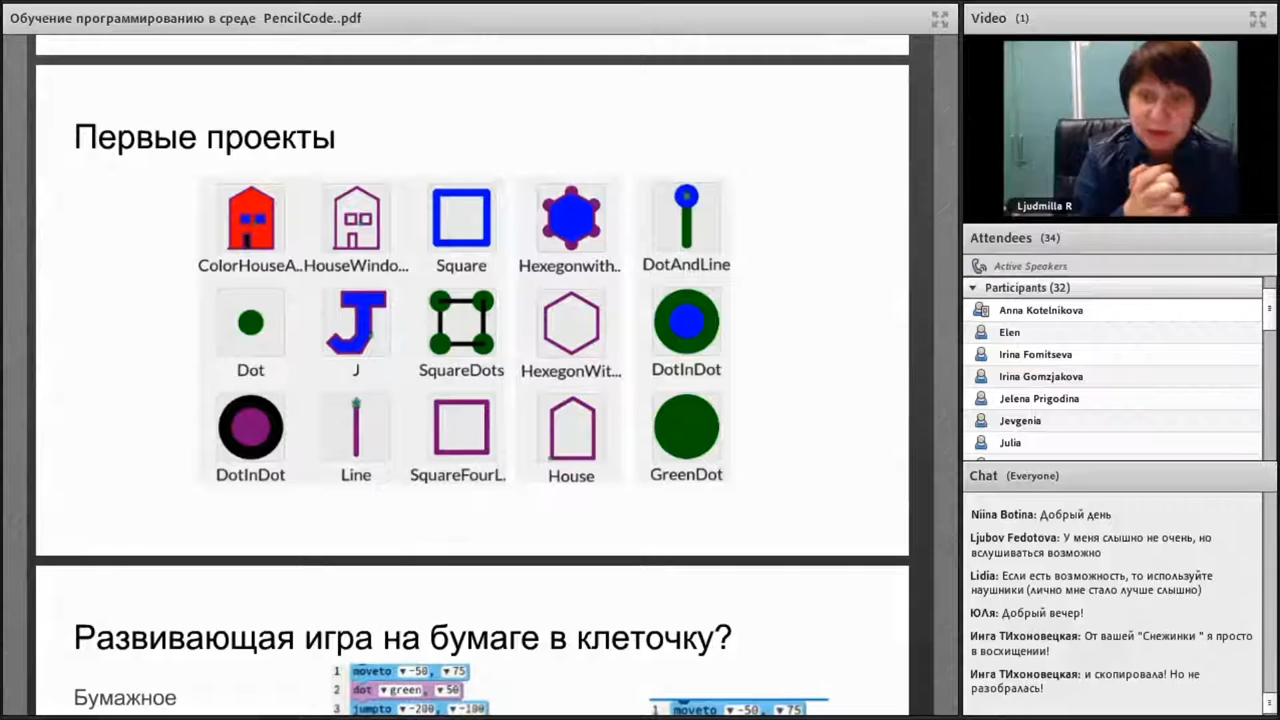 Обучение программированию в среде PencilCode..pdf
Первые проекты
ColorHouseA..
HouseWindo...
Square
Hexegonwith..
DotAndLine
Dot
J
SquareDots
HexegonWit...
DotInDot
DotInDot
Line
SquareFourL.
House
GreenDot
Развивающая игра на бумаге в клеточку?
Бумажное
1 moveto ▾ -50, ▾ 75
2 dot ▾ green, ▾ 50
3 jumpto ▾ -200, ▾ -100
1 moveto ▾ -50, ▾ 75
Video (1)
Ljudmilla R
Attendees (34)
Active Speakers
Participants (32)
Anna Kotelnikova
Elen
Irina Fomitseva
Irina Gomzjakova
Jelena Prigodina
Jevgenia
Julia
Chat (Everyone)
Niina Botina: Добрый день
Ljubov Fedotova: У меня слышно не очень, но
вслушиваться возможно
Lidia: Если есть возможность, то используйте
наушники (лично мне стало лучше слышно)
ЮЛя: Добрый вечер!
Инга ТИхоновецкая: От вашей "Снежинки " я просто
в восхищении!
Инга ТИхоновецкая: и скопировала! Но не
разобралась!